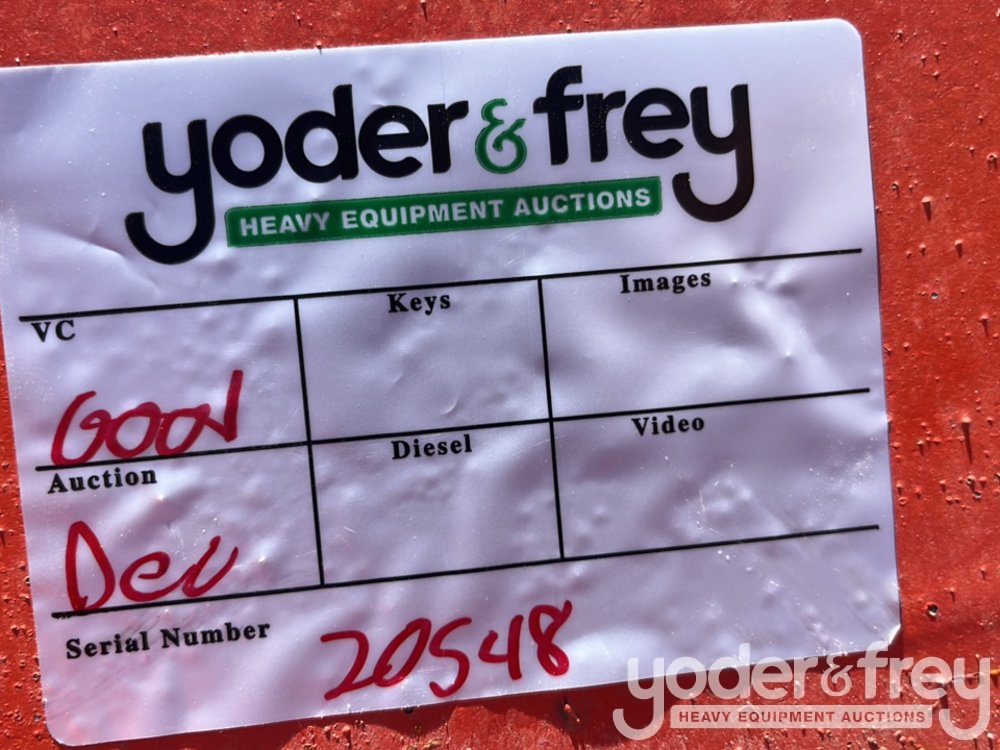 yoder & frey
HEAVY EQUIPMENT AUCTIONS
VC Keys Images
Good
Auction Diesel Video
Dec
Serial Number 20548
yoder & frey
HEAVY EQUIPMENT AUCTIONS